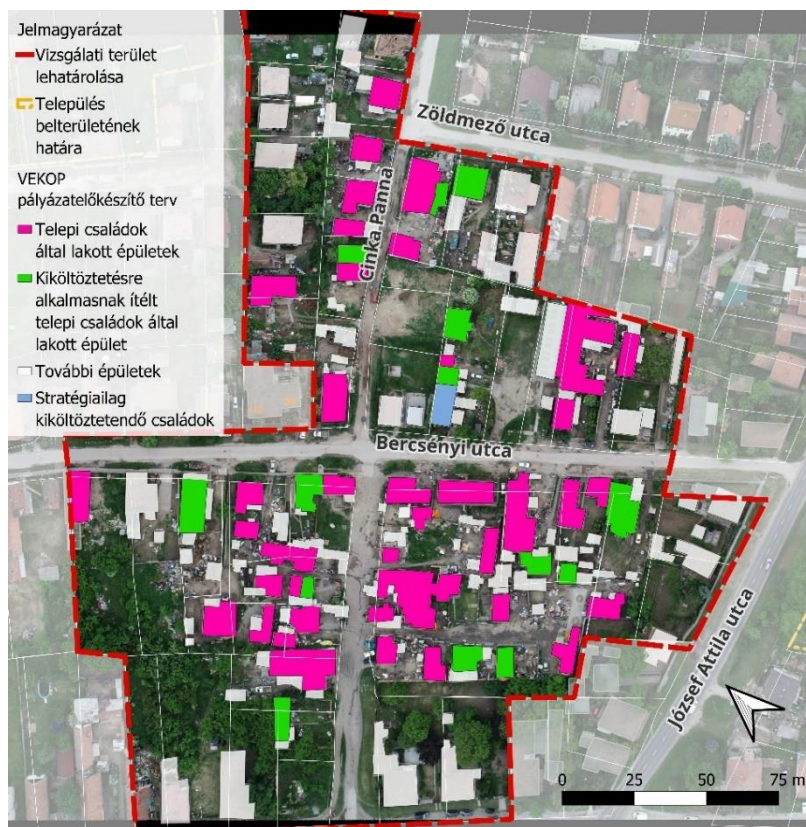 Jelmagyarázat
Vizsgálati terület
lehatárolása
Település
belterületének
határa
VEKOP
pályázatelőkészítő terv
Telepi családok
által lakott épületek
Kiköltöztetésre
alkalmasnak ítélt
telepi családok által
lakott épület
További épületek
Stratégiailag
kiköltöztetendő családok
Zöldmező utca
Cinka Panna
Bercsényi utca
József Attila utca
0 25 50 75 m